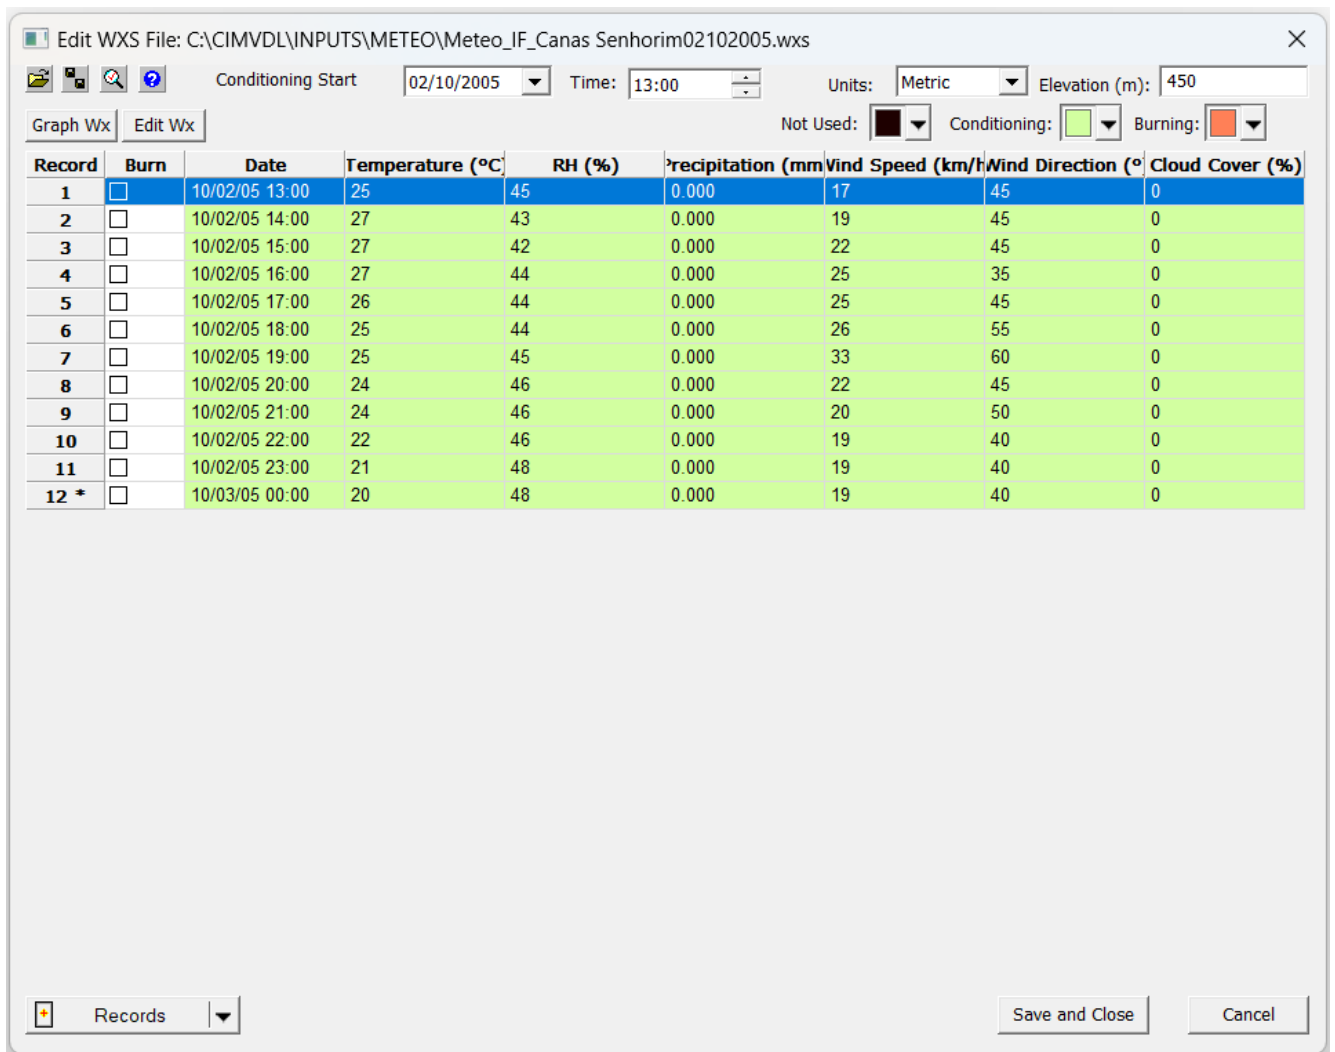 Edit WXS File: C:\CIMVDL\INPUTS\METEO\Meteo_IF_Canas Senhorim02102005.wxs
Conditioning Start 02/10/2005 Time: 13:00 Units: Metric Elevation (m): 450
Graph Wx Edit Wx Not Used: Conditioning: Burning:
Record Burn Date Temperature (ºC) RH (%) Precipitation (mm Wind Speed (km/h Wind Direction (º) Cloud Cover (%)
1 10/02/05 13:00 25 45 0.000 17 45 0
2 10/02/05 14:00 27 43 0.000 19 45 0
3 10/02/05 15:00 27 42 0.000 22 45 0
4 10/02/05 16:00 27 44 0.000 25 35 0
5 10/02/05 17:00 26 44 0.000 25 45 0
6 10/02/05 18:00 25 44 0.000 26 55 0
7 10/02/05 19:00 25 45 0.000 33 60 0
8 10/02/05 20:00 24 46 0.000 22 45 0
9 10/02/05 21:00 24 46 0.000 20 50 0
10 10/02/05 22:00 22 46 0.000 19 40 0
11 10/02/05 23:00 21 48 0.000 19 40 0
12 * 10/03/05 00:00 20 48 0.000 19 40 0
Records Save and Close Cancel